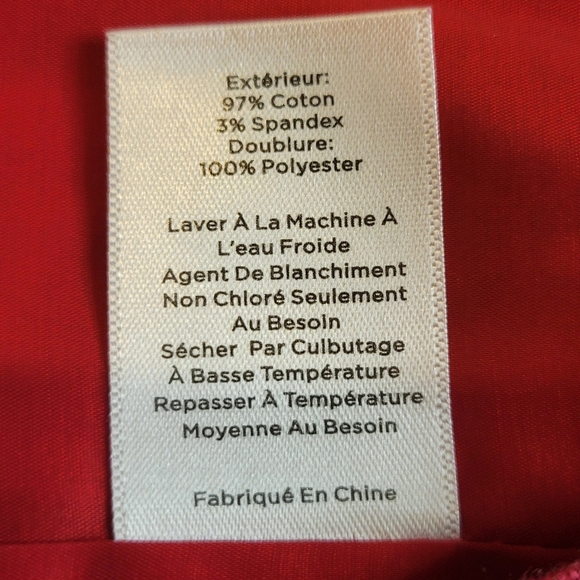 Extérieur:
97% Coton
3% Spandex
Doublure:
100% Polyester
Laver À La Machine À
L'eau Froide
Agent De Blanchiment
Non Chloré Seulement
Au Besoin
Sécher Par Culbutage
À Basse Température
Repasser À Température
Moyenne Au Besoin
Fabriqué En Chine